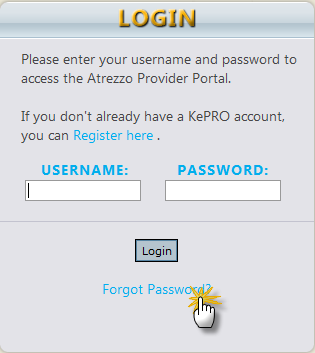 LOGIN
Please enter your username and password to
access the Atrezzo Provider Portal.
If you don't already have a KePRO account,
you can Register here .
USERNAME: PASSWORD:
Login
Forgot Password?